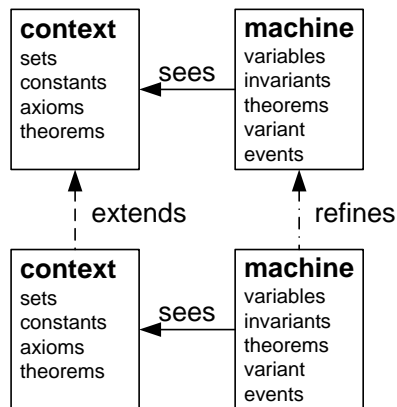 context
sets
constants
axioms
theorems
sees
machine
variables
invariants
theorems
variant
events
extends
refines
context
sets
constants
axioms
theorems
sees
machine
variables
invariants
theorems
variant
events